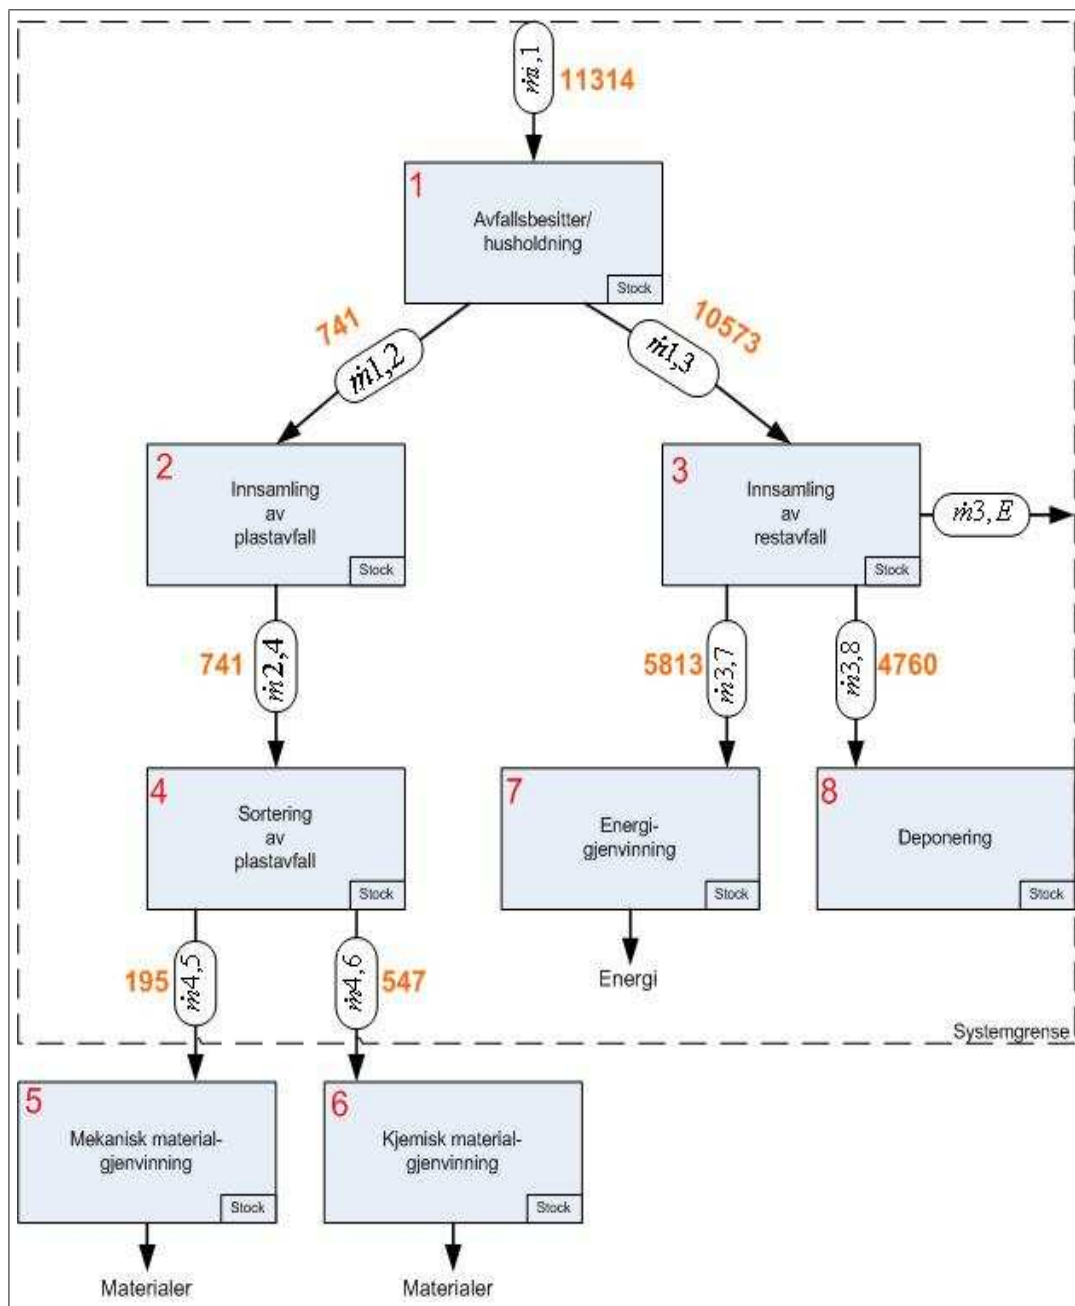 ṁi,1
11314
1
Avfallsbesitter/
husholdning
Stock
741
ṁ1,2
10573
ṁ1,3
2
Innsamling
av
plastavfall
Stock
3
Innsamling
av
restavfall
Stock
ṁ3,E
741
ṁ2,4
5813
ṁ3,7
ṁ3,8
4760
4
Sortering
av
plastavfall
Stock
7
Energi-
gjenvinning
Stock
8
Deponering
Stock
195
ṁ4,5
ṁ4,6
547
Energi
Systemgrense
5
Mekanisk material-
gjenvinning
Stock
6
Kjemisk material-
gjenvinning
Stock
Materialer
Materialer